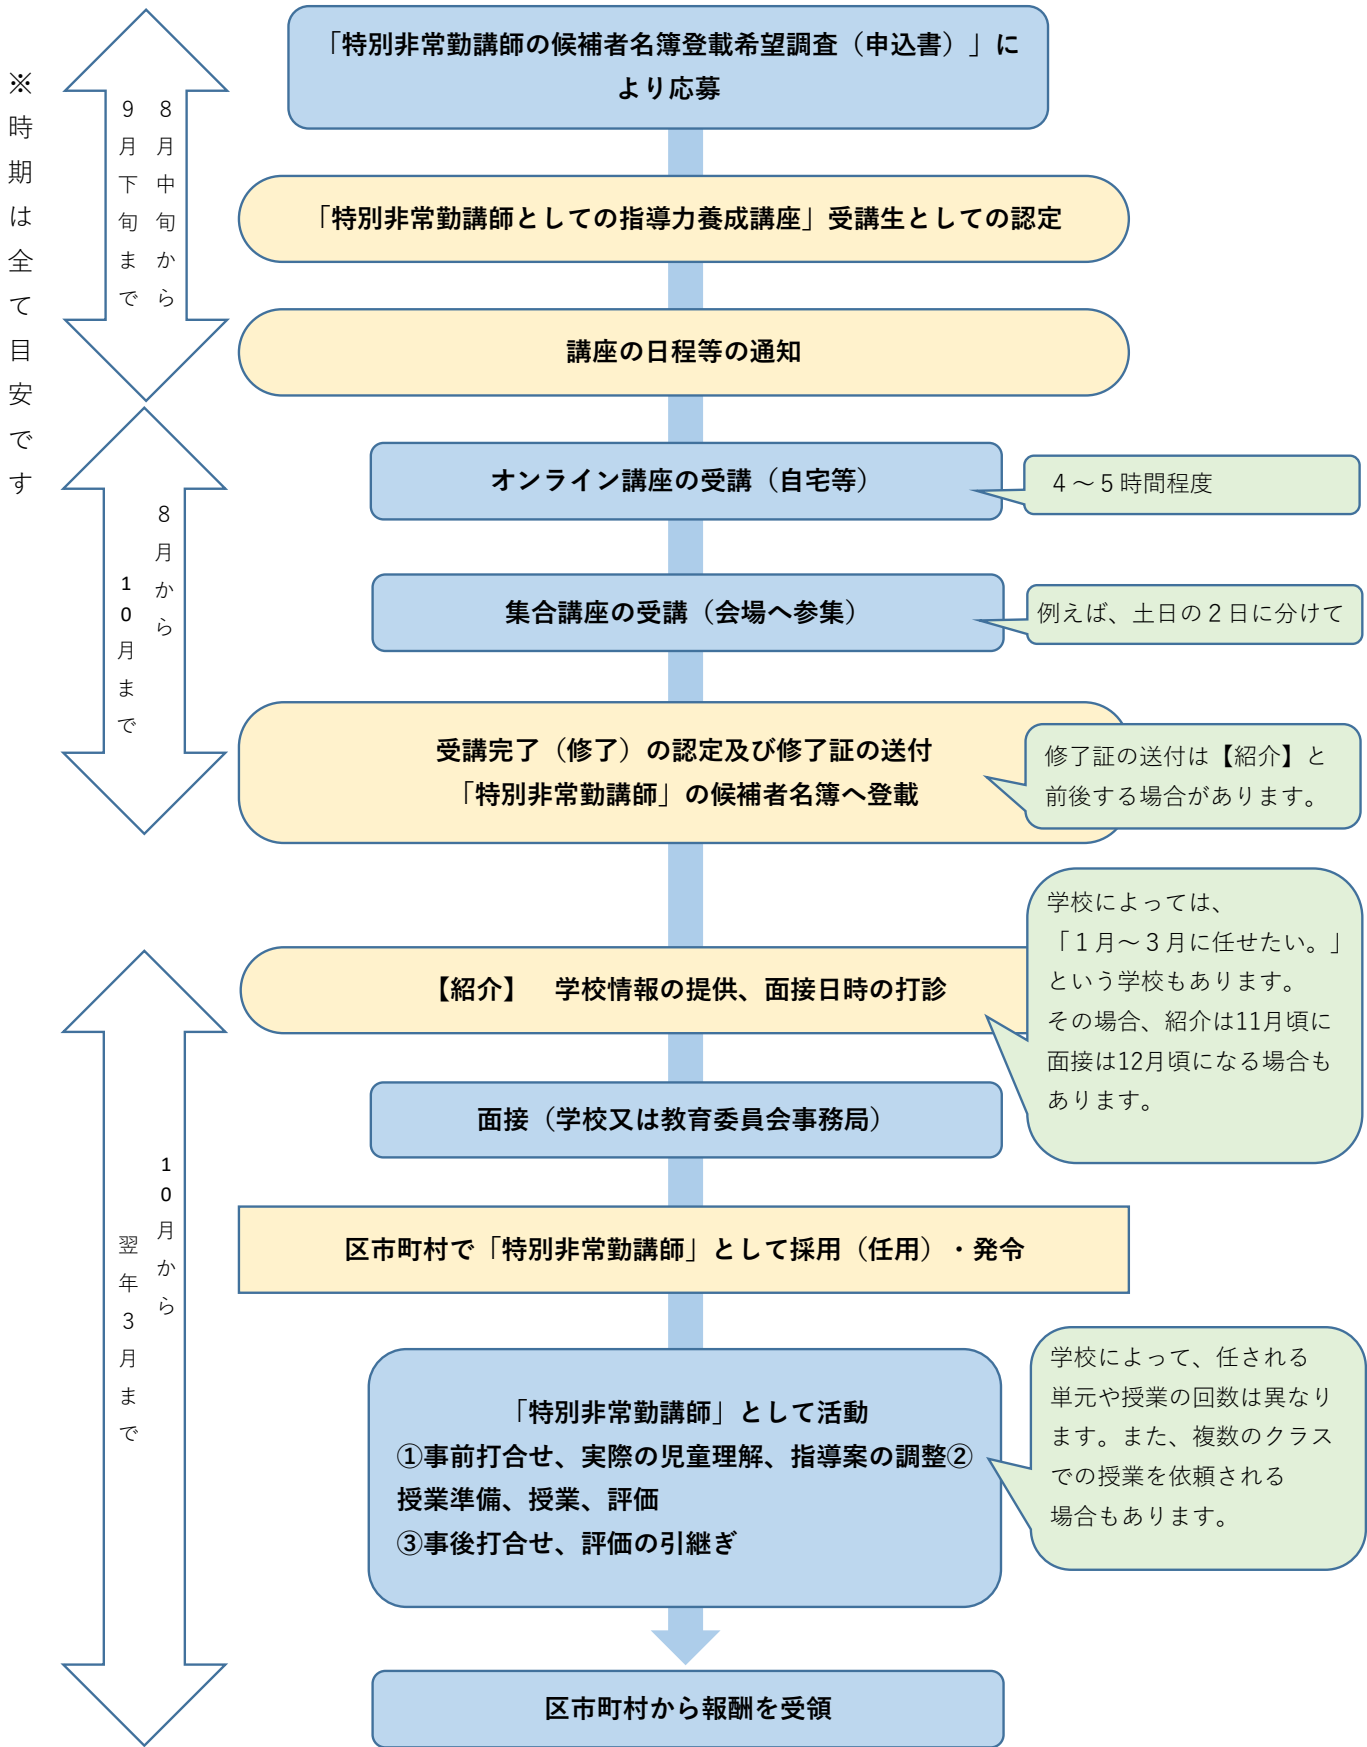 ※時期は全て目安です
8月中旬から
9月下旬まで
「特別非常勤講師の候補者名簿登載希望調査（申込書）」に
より応募
「特別非常勤講師としての指導力養成講座」受講生としての認定
講座の日程等の通知
8月から
10月まで
オンライン講座の受講（自宅等）
４～５時間程度
集合講座の受講（会場へ参集）
例えば、土日の２日に分けて
受講完了（修了）の認定及び修了証の送付
「特別非常勤講師」の候補者名簿へ登載
修了証の送付は【紹介】と
前後する場合があります。
10月から
翌年3月まで
【紹介】　学校情報の提供、面接日時の打診
学校によっては、
「１月～３月に任せたい。」
という学校もあります。
その場合、紹介は11月頃に
面接は12月頃になる場合も
あります。
面接（学校又は教育委員会事務局）
区市町村で「特別非常勤講師」として採用（任用）・発令
「特別非常勤講師」として活動
①事前打合せ、実際の児童理解、指導案の調整②
授業準備、授業、評価
③事後打合せ、評価の引継ぎ
学校によって、任される
単元や授業の回数は異なり
ます。また、複数のクラス
での授業を依頼される
場合もあります。
区市町村から報酬を受領